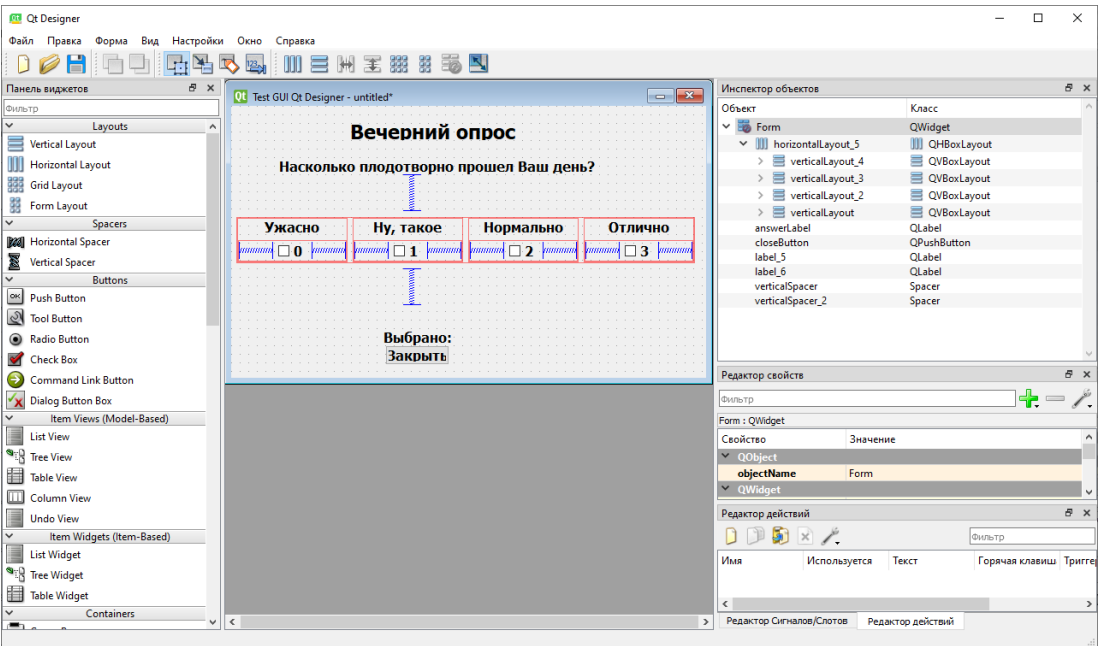 Qt Designer
Файл Правка Форма Вид Настройки Окно Справка
Панель виджетов
Фильтр
Layouts
Vertical Layout
Horizontal Layout
Grid Layout
Form Layout
Spacers
Horizontal Spacer
Vertical Spacer
Buttons
Push Button
Tool Button
Radio Button
Check Box
Command Link Button
Dialog Button Box
Item Views (Model-Based)
List View
Tree View
Table View
Column View
Undo View
Item Widgets (Item-Based)
List Widget
Tree Widget
Table Widget
Containers
Test GUI Qt Designer - untitled*
Вечерний опрос
Насколько плодотворно прошел Ваш день?
Ужасно Ну, такое Нормально Отлично
0 1 2 3
Выбрано:
Закрыть
Инспектор объектов
Объект Класс
Form QWidget
horizontalLayout_5 QHBoxLayout
verticalLayout_4 QVBoxLayout
verticalLayout_3 QVBoxLayout
verticalLayout_2 QVBoxLayout
verticalLayout QVBoxLayout
answerLabel QLabel
closeButton QPushButton
label_5 QLabel
label_6 QLabel
verticalSpacer Spacer
verticalSpacer_2 Spacer
Редактор свойств
Фильтр
Form : QWidget
Свойство Значение
QObject
objectName Form
QWidget
Редактор действий
Фильтр
Имя Используется Текст Горячая клавиш Тригге
Редактор Сигналов/Слотов Редактор действий